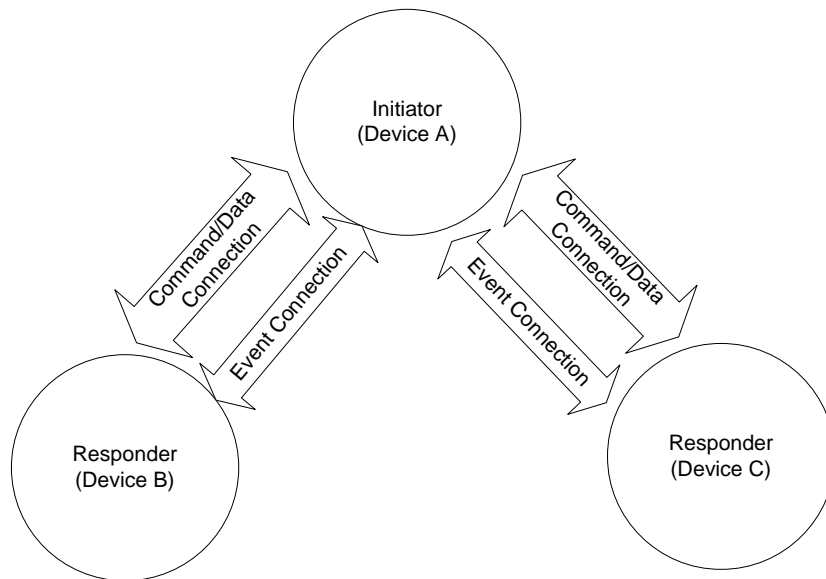 Initiator
(Device A)
Command/Data
Connection
Event Connection
Command/Data
Connection
Event Connection
Responder
(Device B)
Responder
(Device C)